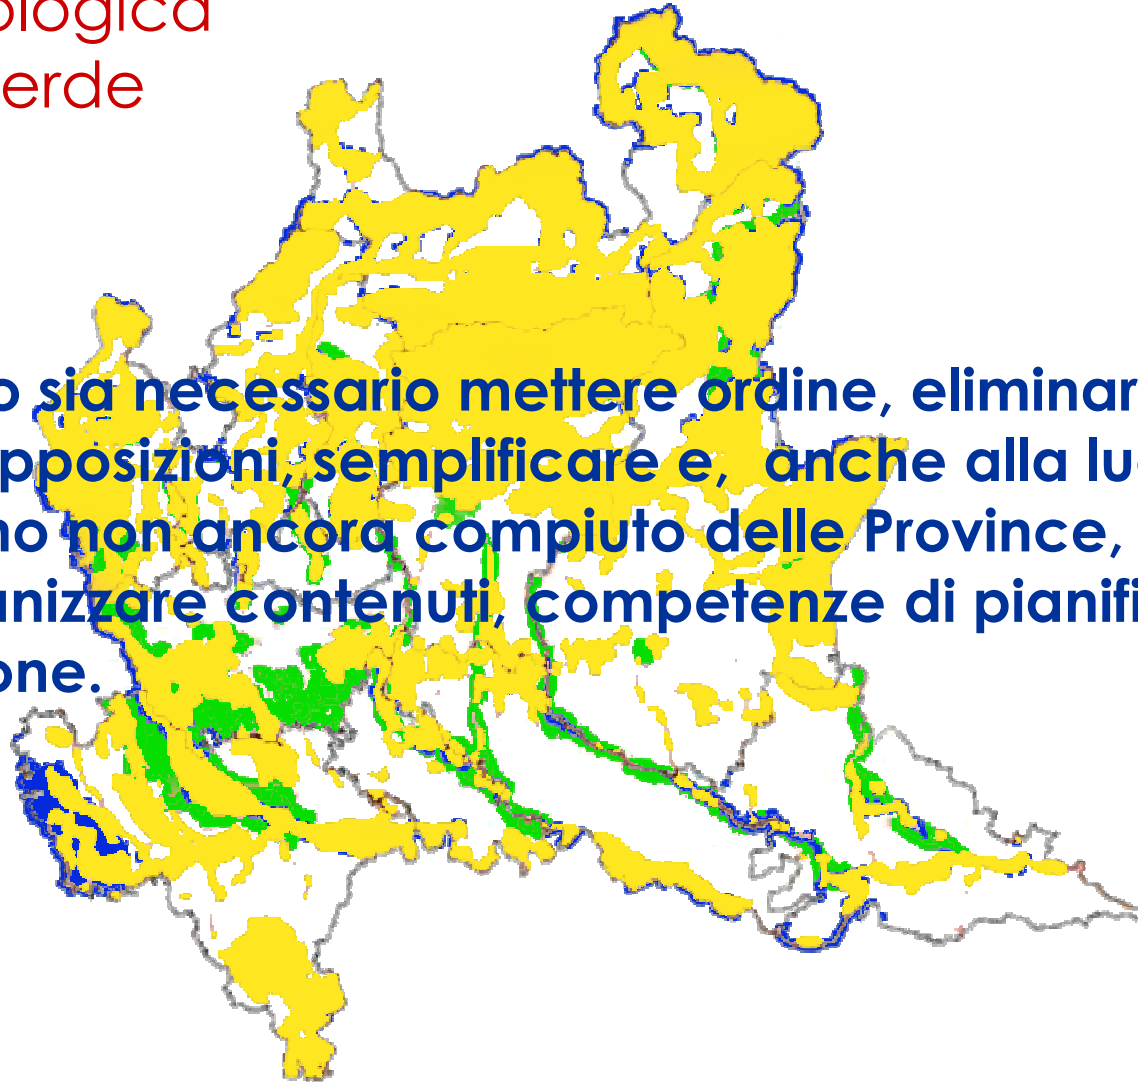 ologica
erde
o sia necessario mettere ordine, eliminar
pposizioni, semplificare e, anche alla lu
no non ancora compiuto delle Province,
anizzare contenuti, competenze di pianifi
one.